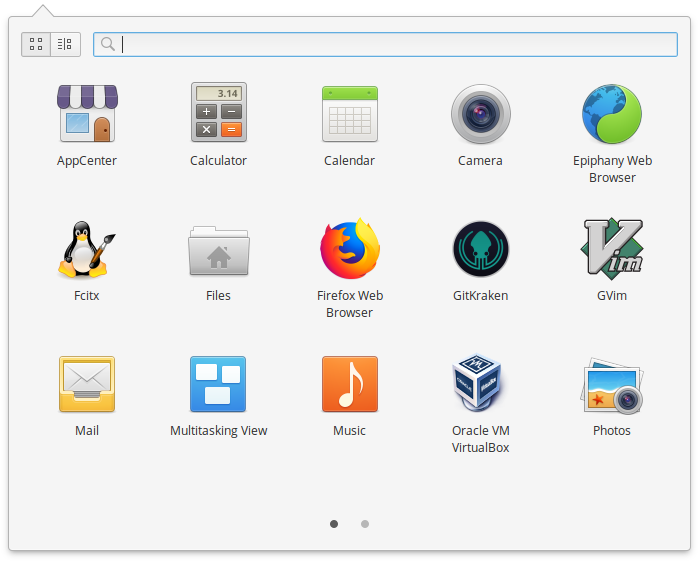 3.14
AppCenter
Calculator
Calendar
Camera
Epiphany Web
Browser
Fcitx
Files
Firefox Web
Browser
GitKraken
Vim
GVim
Mail
Multitasking View
Music
Oracle VM
VirtualBox
Photos